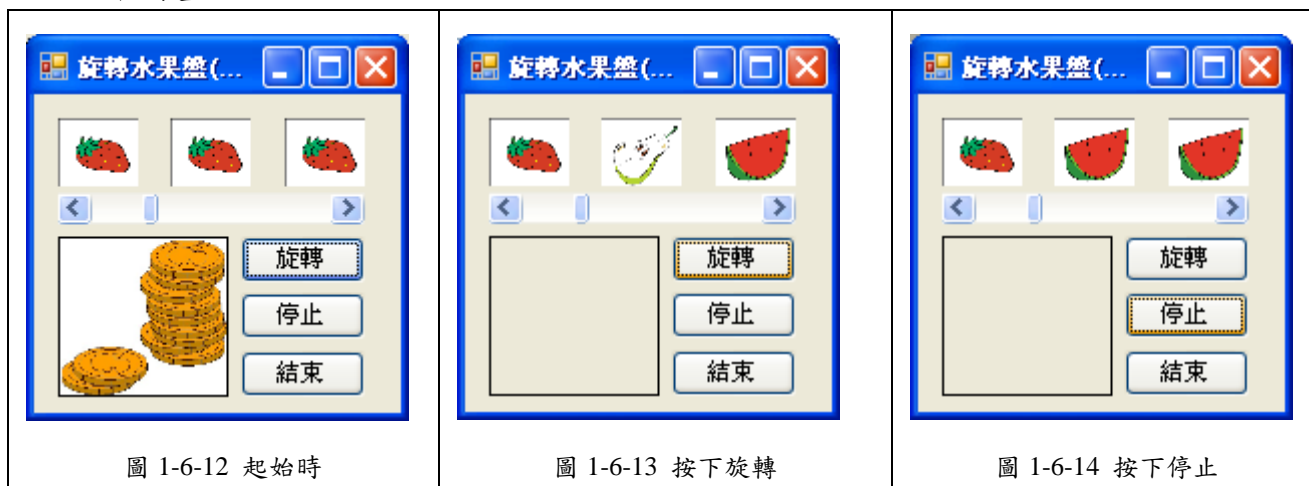 旋轉水果盤(...
旋轉
停止
結束
圖 1-6-12 起始時
旋轉水果盤(...
旋轉
停止
結束
圖 1-6-13 按下旋轉
旋轉水果盤(...
旋轉
停止
結束
圖 1-6-14 按下停止